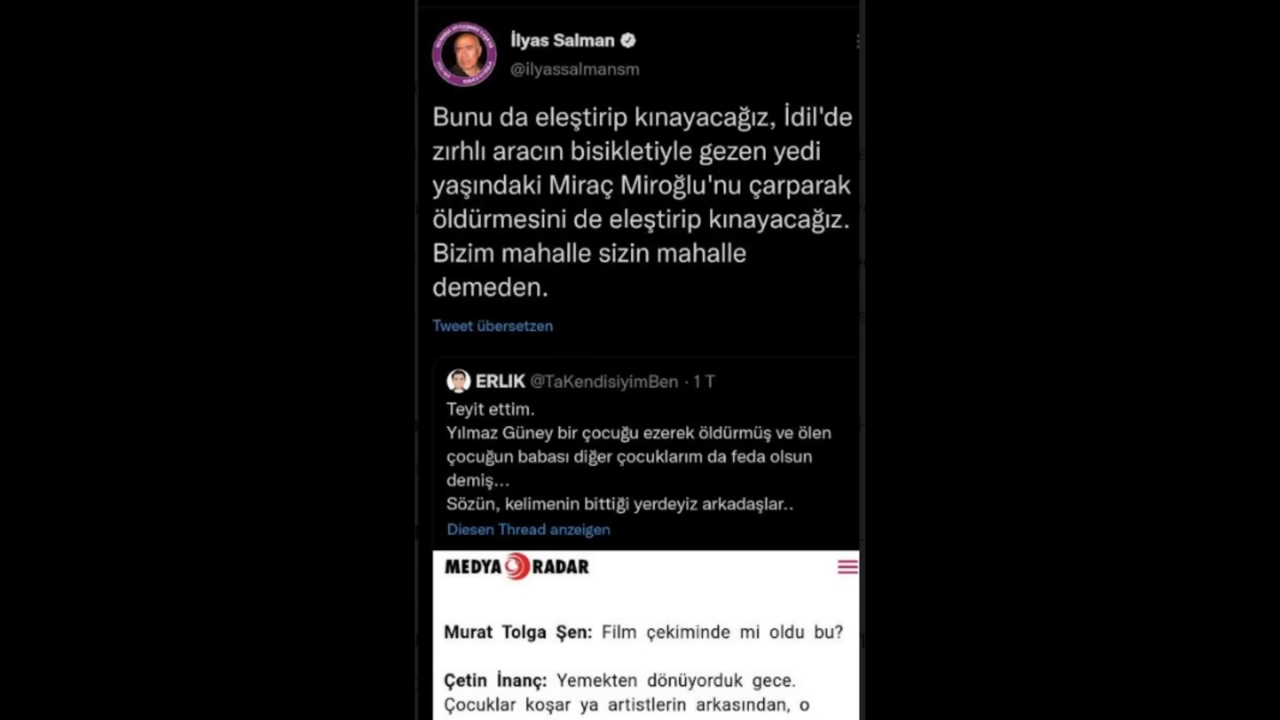 İlyas Salman
@ilyassalmansm
Bunu da eleştirip kınayacağız, İdil'de
zırhlı aracın bisikletiyle gezen yedi
yaşındaki Miraç Miroğlu'nu çarparak
öldürmesini de eleştirip kınayacağız.
Bizim mahalle sizin mahalle
demeden.
Tweet übersetzen
ERLIK @TaKendisiyimBen · 1 T
Teyit ettim.
Yılmaz Güney bir çocuğu ezerek öldürmüş ve ölen
çocuğun babası diğer çocuklarım da feda olsun
demiş...
Sözün, kelimenin bittiği yerdeyiz arkadaşlar..
Diesen Thread anzeigen
MEDYA RADAR
Murat Tolga Şen: Film çekiminde mi oldu bu?
Çetin İnanç: Yemekten dönüyorduk gece.
Çocuklar koşar ya artistlerin arkasından, o